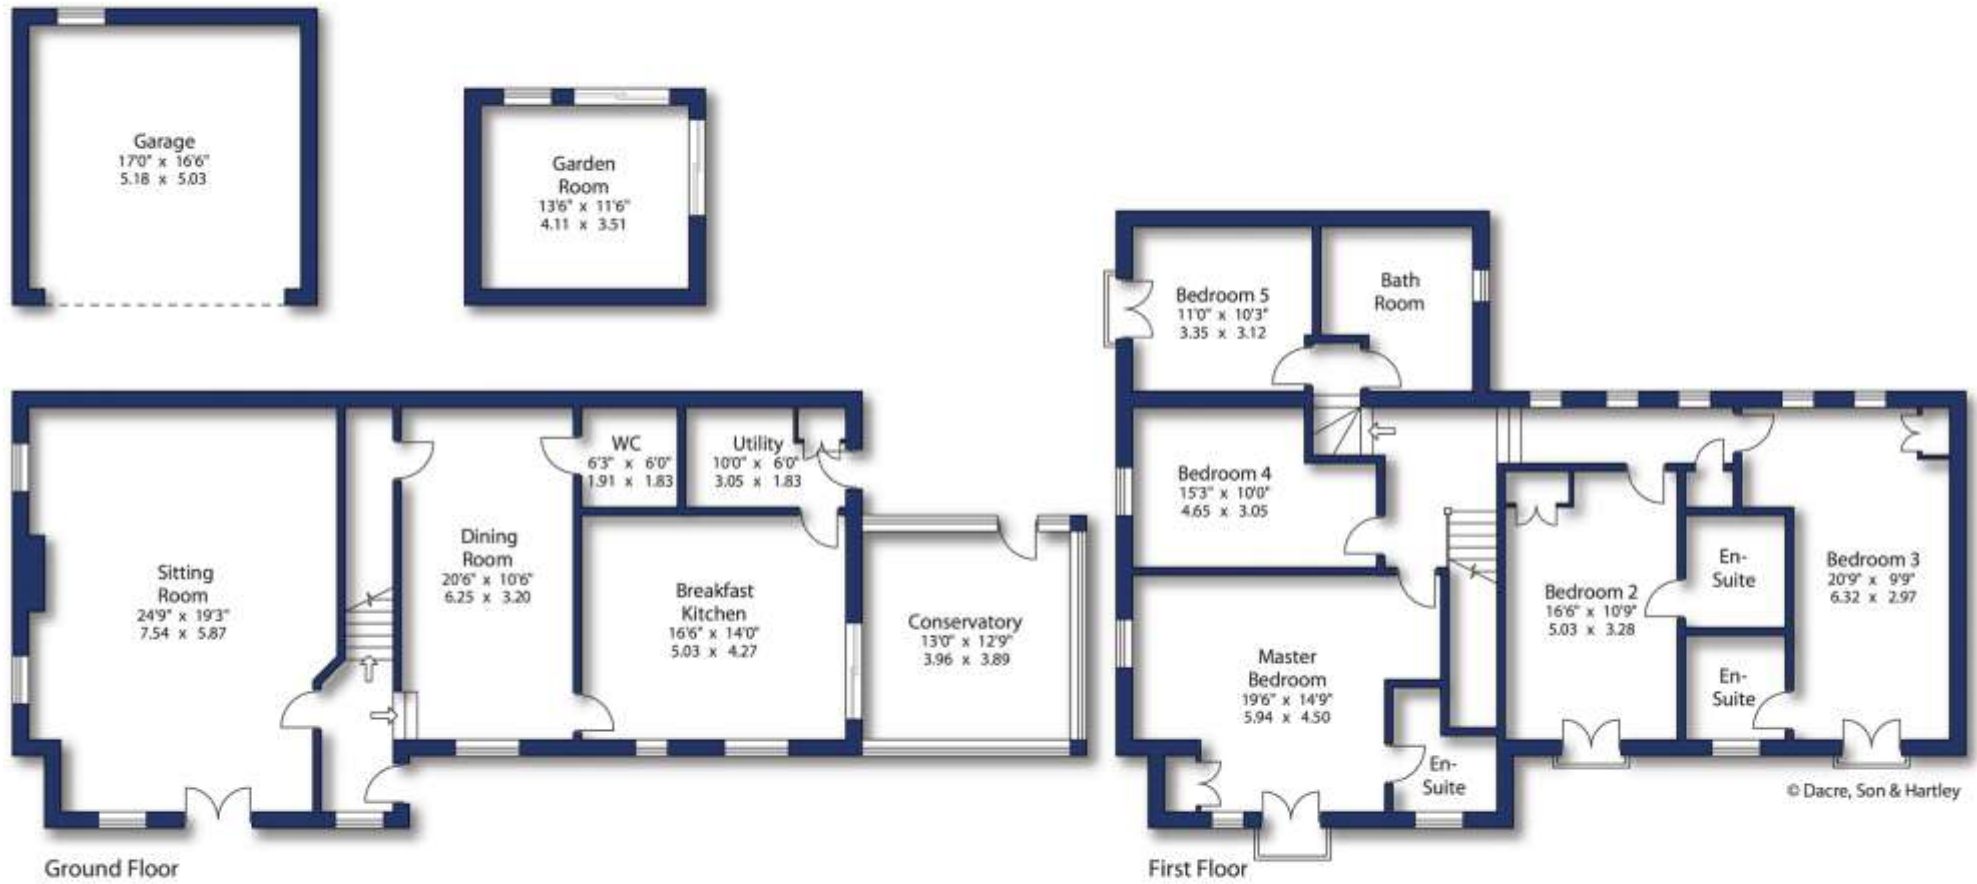 Garage
17'0" x 16'6"
5.18 x 5.03
Garden
Room
13'6" x 11'6"
4.11 x 3.51
Sitting
Room
24'9" x 19'3"
7.54 x 5.87
Dining
Room
20'6" x 10'6"
6.25 x 3.20
WC
6'3" x 6'0"
1.91 x 1.83
Utility
10'0" x 6'0"
3.05 x 1.83
Breakfast
Kitchen
16'6" x 14'0"
5.03 x 4.27
Conservatory
13'0" x 12'9"
3.96 x 3.89
Ground Floor
Bedroom 5
11'0" x 10'3"
3.35 x 3.12
Bath
Room
Bedroom 4
15'3" x 10'0"
4.65 x 3.05
Master
Bedroom
19'6" x 14'9"
5.94 x 4.50
En-
Suite
Bedroom 2
16'6" x 10'9"
5.03 x 3.28
En-
Suite
En-
Suite
Bedroom 3
20'9" x 9'9"
6.32 x 2.97
© Dacre, Son & Hartley
First Floor